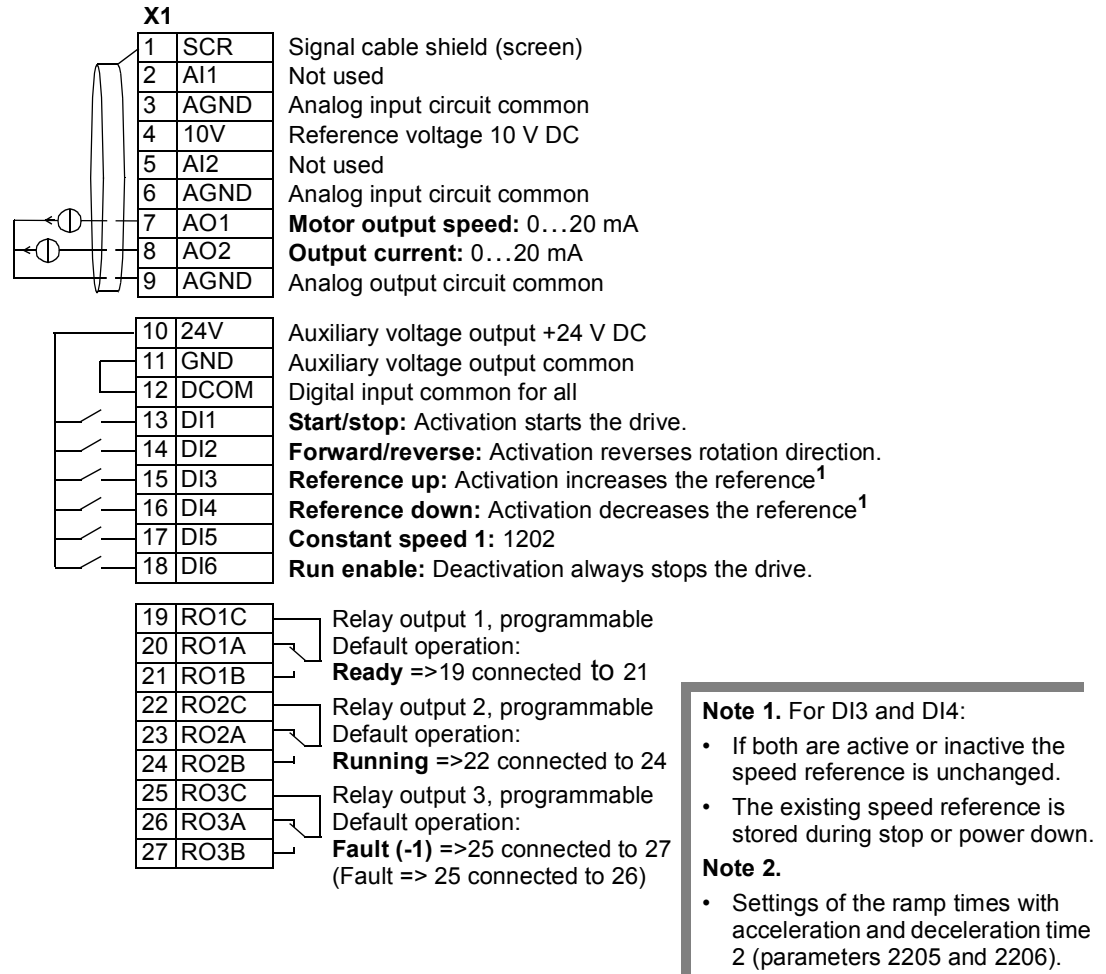 X1
1 SCR Signal cable shield (screen)
2 AI1 Not used
3 AGND Analog input circuit common
4 10V Reference voltage 10 V DC
5 AI2 Not used
6 AGND Analog input circuit common
7 AO1 Motor output speed: 0…20 mA
8 AO2 Output current: 0…20 mA
9 AGND Analog output circuit common
10 24V Auxiliary voltage output +24 V DC
11 GND Auxiliary voltage output common
12 DCOM Digital input common for all
13 DI1 Start/stop: Activation starts the drive.
14 DI2 Forward/reverse: Activation reverses rotation direction.
15 DI3 Reference up: Activation increases the reference1
16 DI4 Reference down: Activation decreases the reference1
17 DI5 Constant speed 1: 1202
18 DI6 Run enable: Deactivation always stops the drive.
19 RO1C Relay output 1, programmable
20 RO1A Default operation:
21 RO1B Ready =>19 connected to 21
22 RO2C Relay output 2, programmable
23 RO2A Default operation:
24 RO2B Running =>22 connected to 24
25 RO3C Relay output 3, programmable
26 RO3A Default operation:
27 RO3B Fault (-1) =>25 connected to 27
(Fault => 25 connected to 26)
Note 1. For DI3 and DI4:
• If both are active or inactive the
speed reference is unchanged.
• The existing speed reference is
stored during stop or power down.
Note 2.
• Settings of the ramp times with
acceleration and deceleration time
2 (parameters 2205 and 2206).